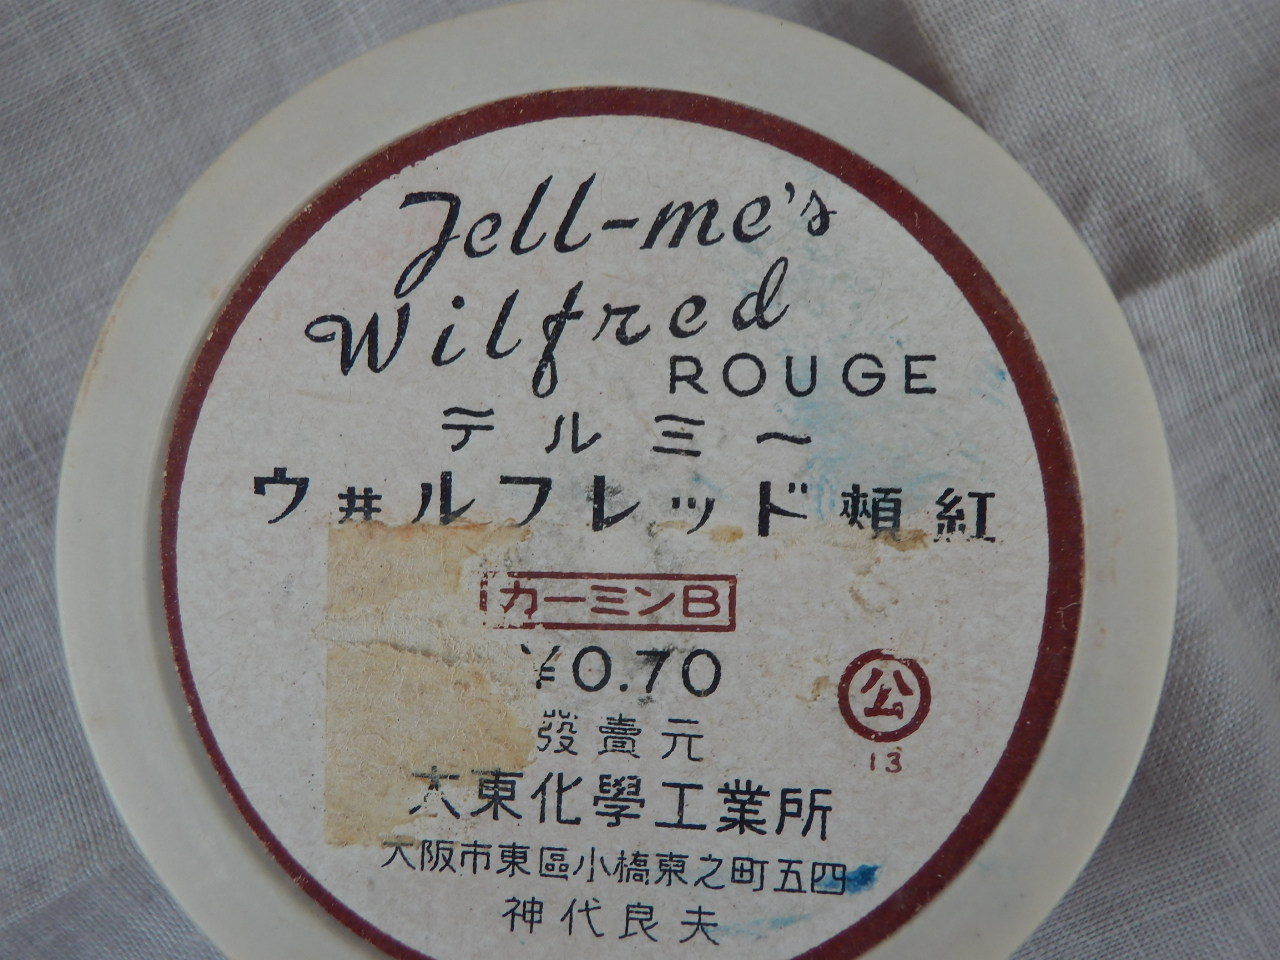 Jell-me's
Wilfred
ROUGE
テルミー
ウ井ルフレッド頬紅
カーミンB
¥0.70
公
13
發賣元
大東化學工業所
大阪市東區小橋東之町五四
神代良夫